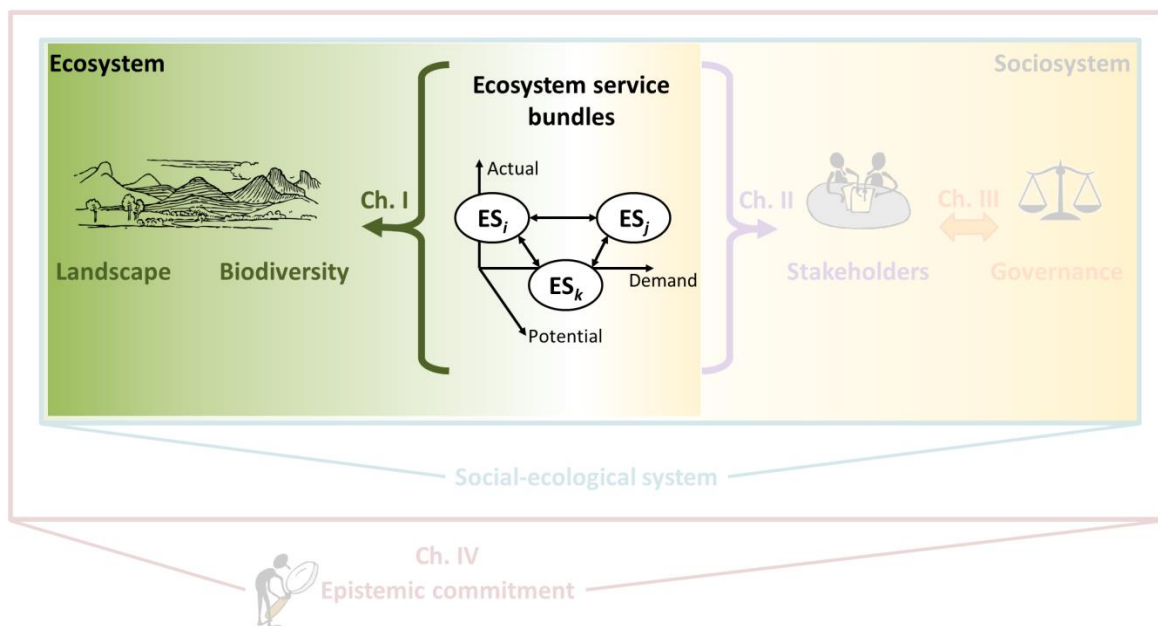 Ecosystem
Sociosystem
Ecosystem service
bundles
Actual
Ch. I
ESi
ESj
Ch. II
Ch. III
Landscape
Biodiversity
ESk
Demand
Stakeholders
Governance
Potential
Social-ecological system
Ch. IV
Epistemic commitment